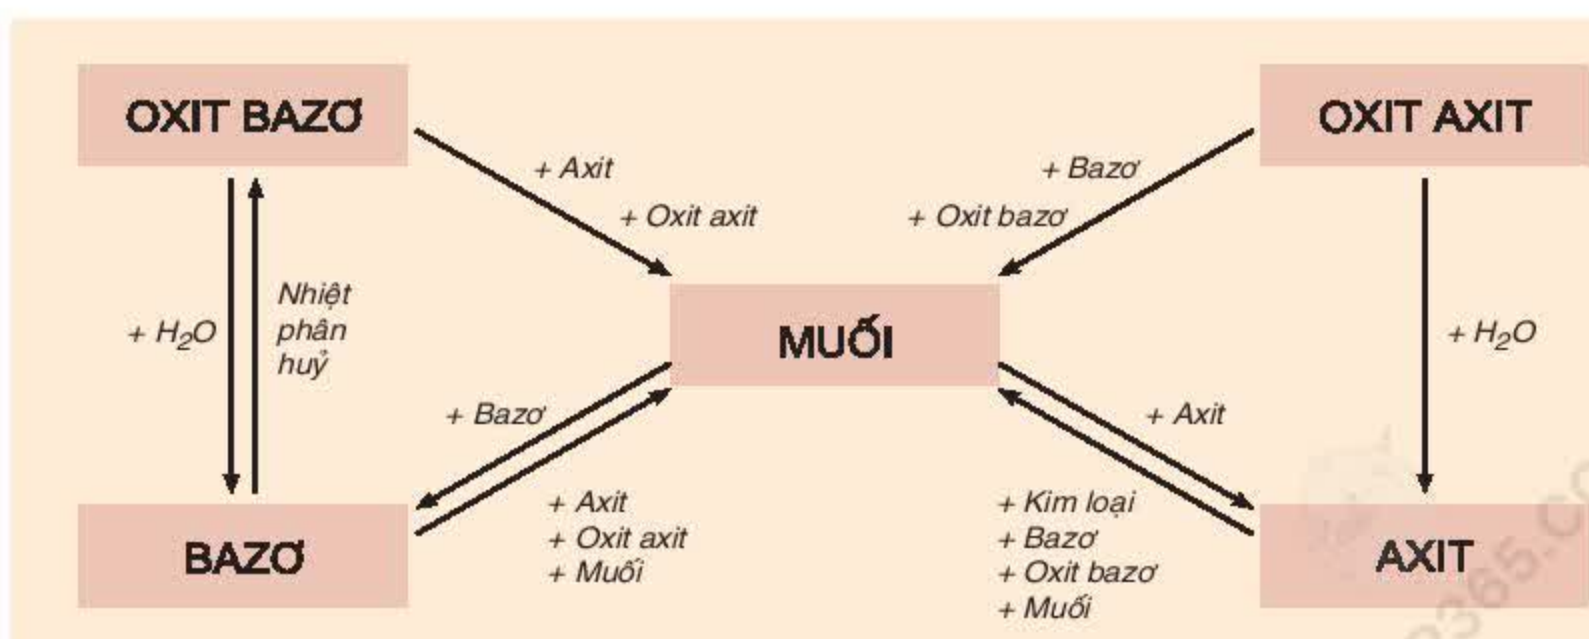 OXIT BAZƠ
OXIT AXIT
+ Axit
+ Bazơ
+ Oxit axit
+ Oxit bazơ
+ H₂O
Nhiệt
phân
huỷ
MUỐI
+ H₂O
+ Bazơ
+ Axit
+ Axit
+ Oxit axit
+ Muối
+ Kim loại
+ Bazơ
+ Oxit bazơ
+ Muối
BAZƠ
AXIT